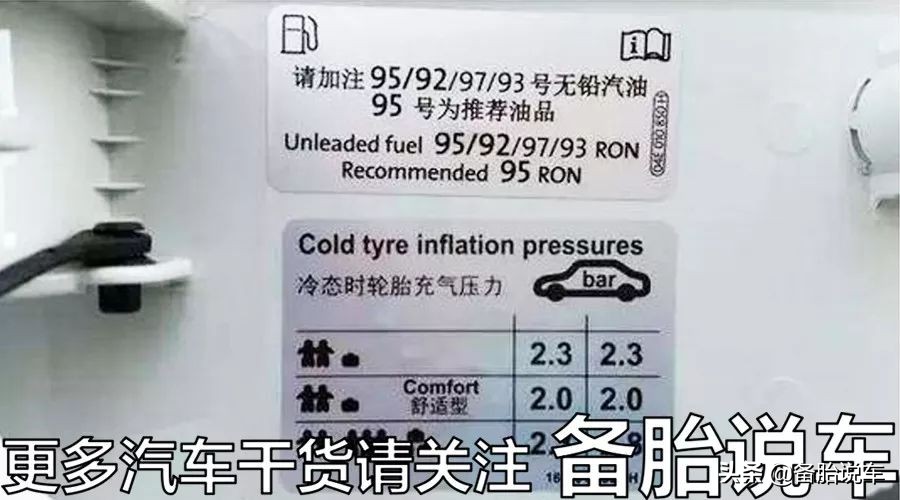 请加注 95/92/97/93 号无铅汽油
95 号为推荐油品
Unleaded fuel 95/92/97/93 RON
Recommended 95 RON
04E 010 850 H
Cold tyre inflation pressures
冷态时轮胎充气压力
bar
2.3 2.3
Comfort
舒适型 2.0 2.0
更多汽车干货请关注 备胎说车
头条 @备胎说车